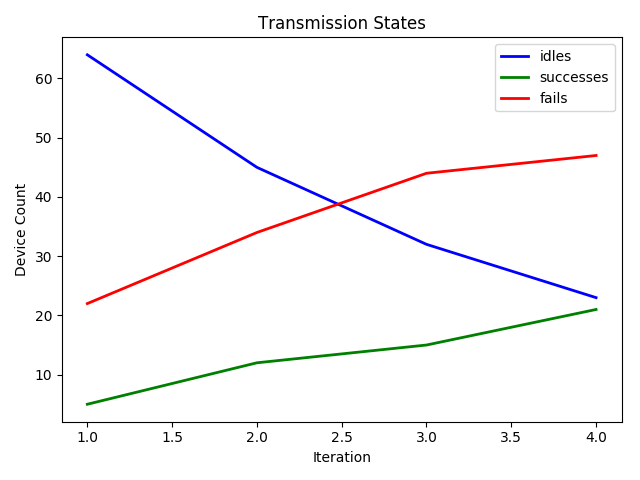 Transmission States
idles
successes
fails
Device Count
60
50
40
30
20
10
1.0 1.5 2.0 2.5 3.0 3.5 4.0
Iteration